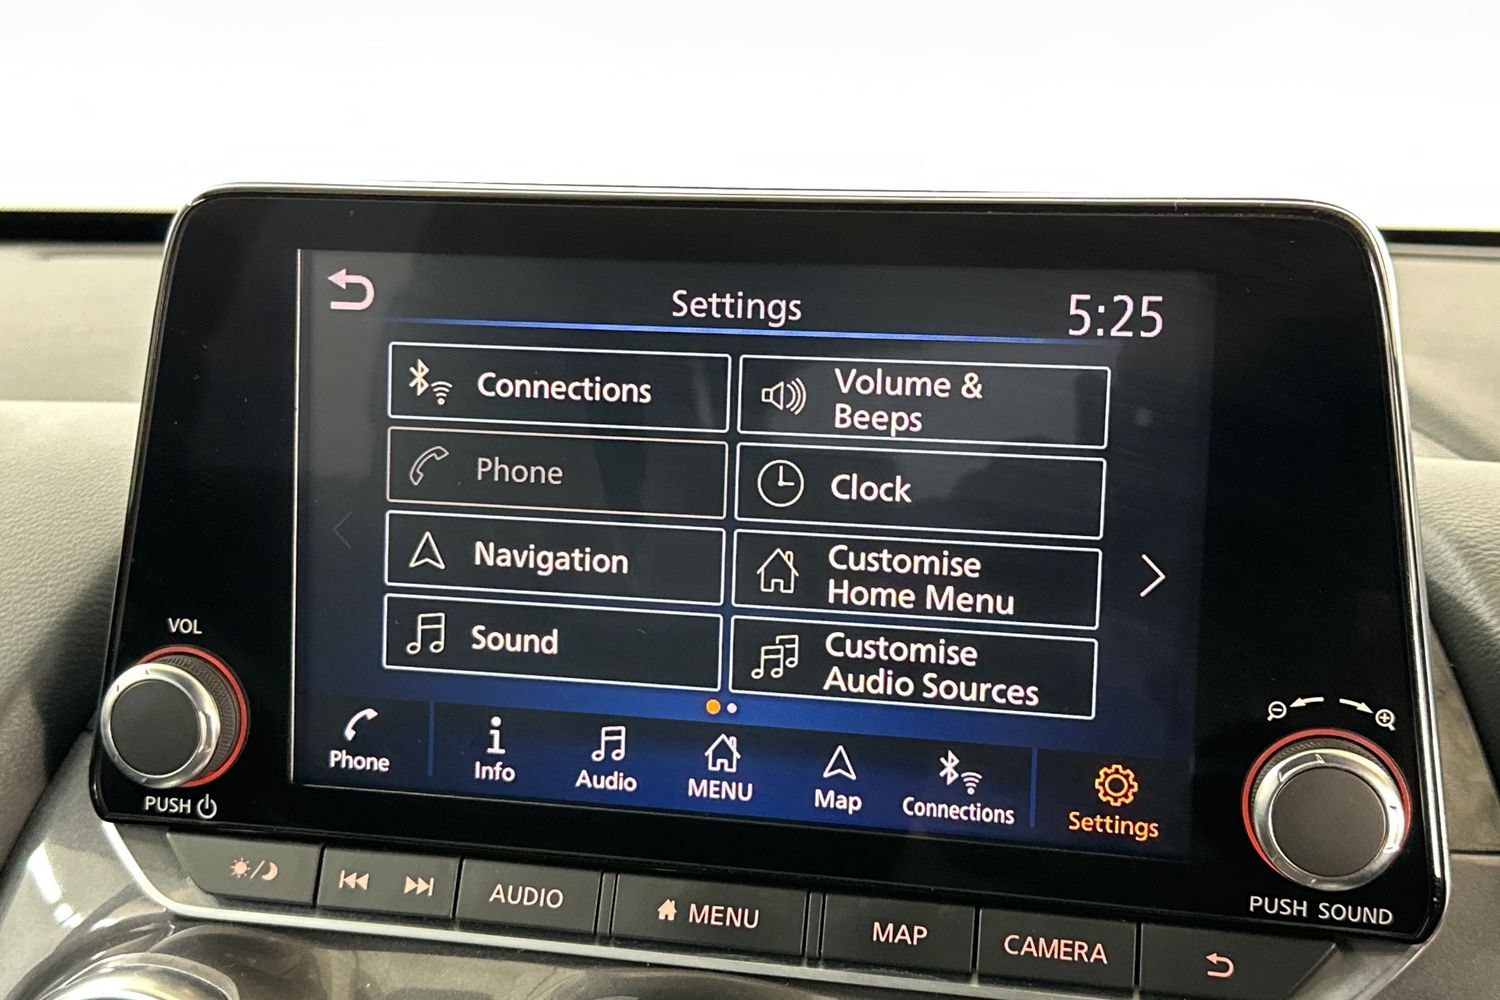 Settings
5:25
Connections
Volume &
Beeps
Phone
Clock
Navigation
Customise
Home Menu
Sound
Customise
Audio Sources
Phone
Info
Audio
MENU
Map
Connections
Settings
VOL
PUSH
PUSH SOUND
AUDIO
MENU
MAP
CAMERA